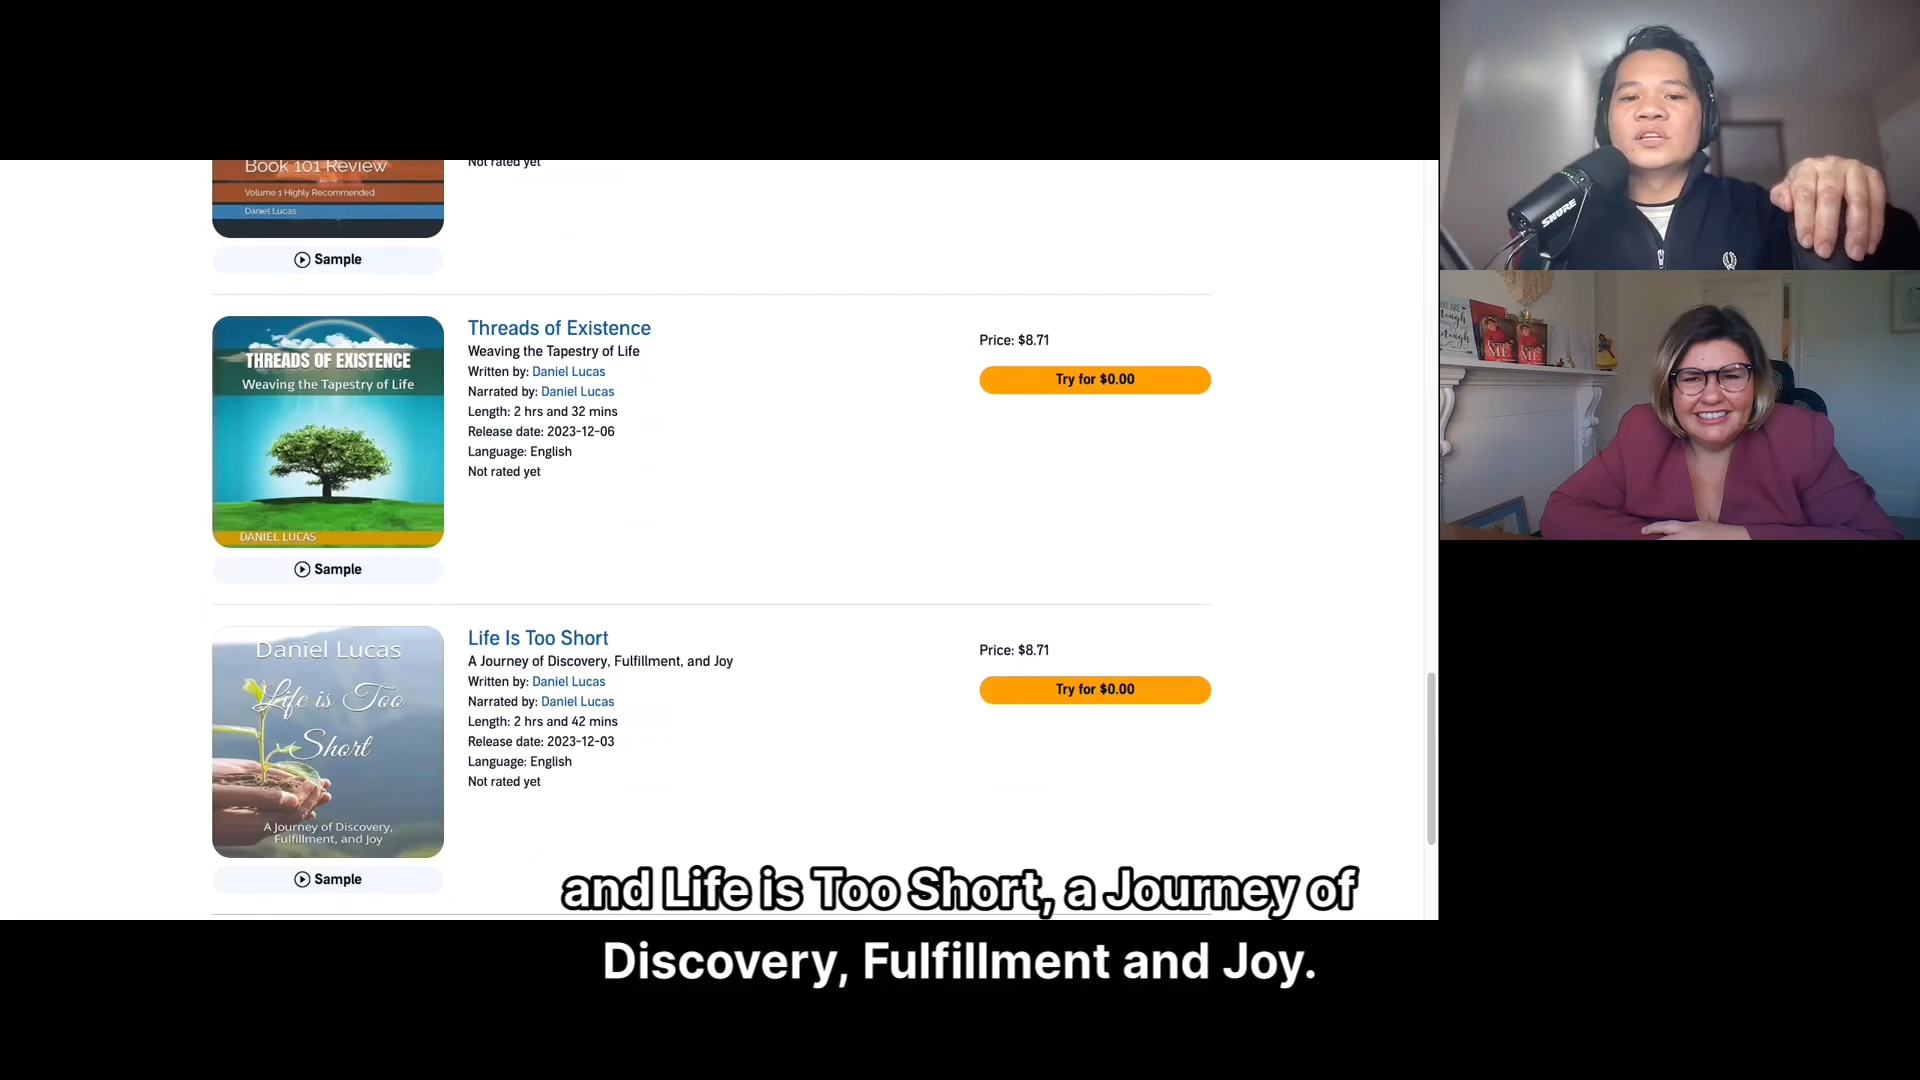 Book 101 Review
Volume 1 Highly Recommended
Daniel Lucas
Not rated yet
Sample
THREADS OF EXISTENCE
Weaving the Tapestry of Life
DANIEL LUCAS
Sample
Threads of Existence
Weaving the Tapestry of Life
Written by: Daniel Lucas
Narrated by: Daniel Lucas
Length: 2 hrs and 32 mins
Release date: 2023-12-06
Language: English
Not rated yet
Price: $8.71
Try for $0.00
Daniel Lucas
Life is Too
Short
A Journey of Discovery,
Fulfillment, and Joy
Sample
Life Is Too Short
A Journey of Discovery, Fulfillment, and Joy
Written by: Daniel Lucas
Narrated by: Daniel Lucas
Length: 2 hrs and 42 mins
Release date: 2023-12-03
Language: English
Not rated yet
Price: $8.71
Try for $0.00
and Life is Too Short, a Journey of
Discovery, Fulfillment and Joy.
SHURE
ME
ME